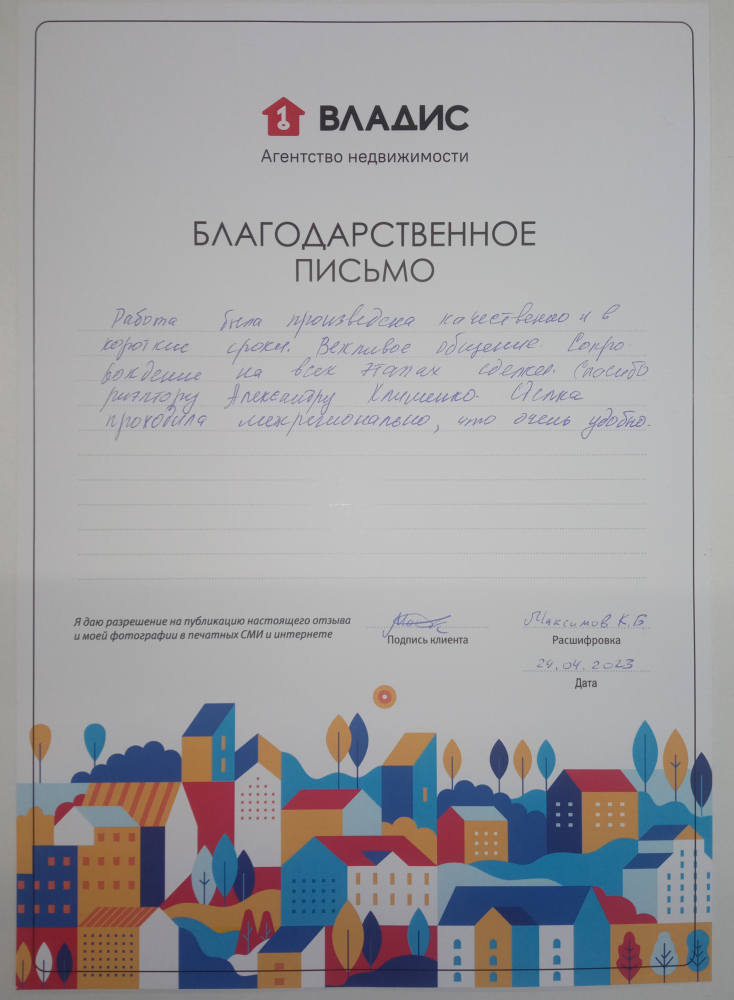 ВЛАДИС
Агентство недвижимости
БЛАГОДАРСТВЕННОЕ
ПИСЬМО
Работа была произведена качественно и в
короткие сроки. Вежливое общение. Сопро-
вождение на всех этапах сделки. Спасибо
риэлтору Александру Клименко. Сделка
проходила межрегионально, что очень удобно.
Я даю разрешение на публикацию настоящего отзыва
и моей фотографии в печатных СМИ и интернете
Подпись клиента
Максимов К.Б
Расшифровка
24.04.2023
Дата